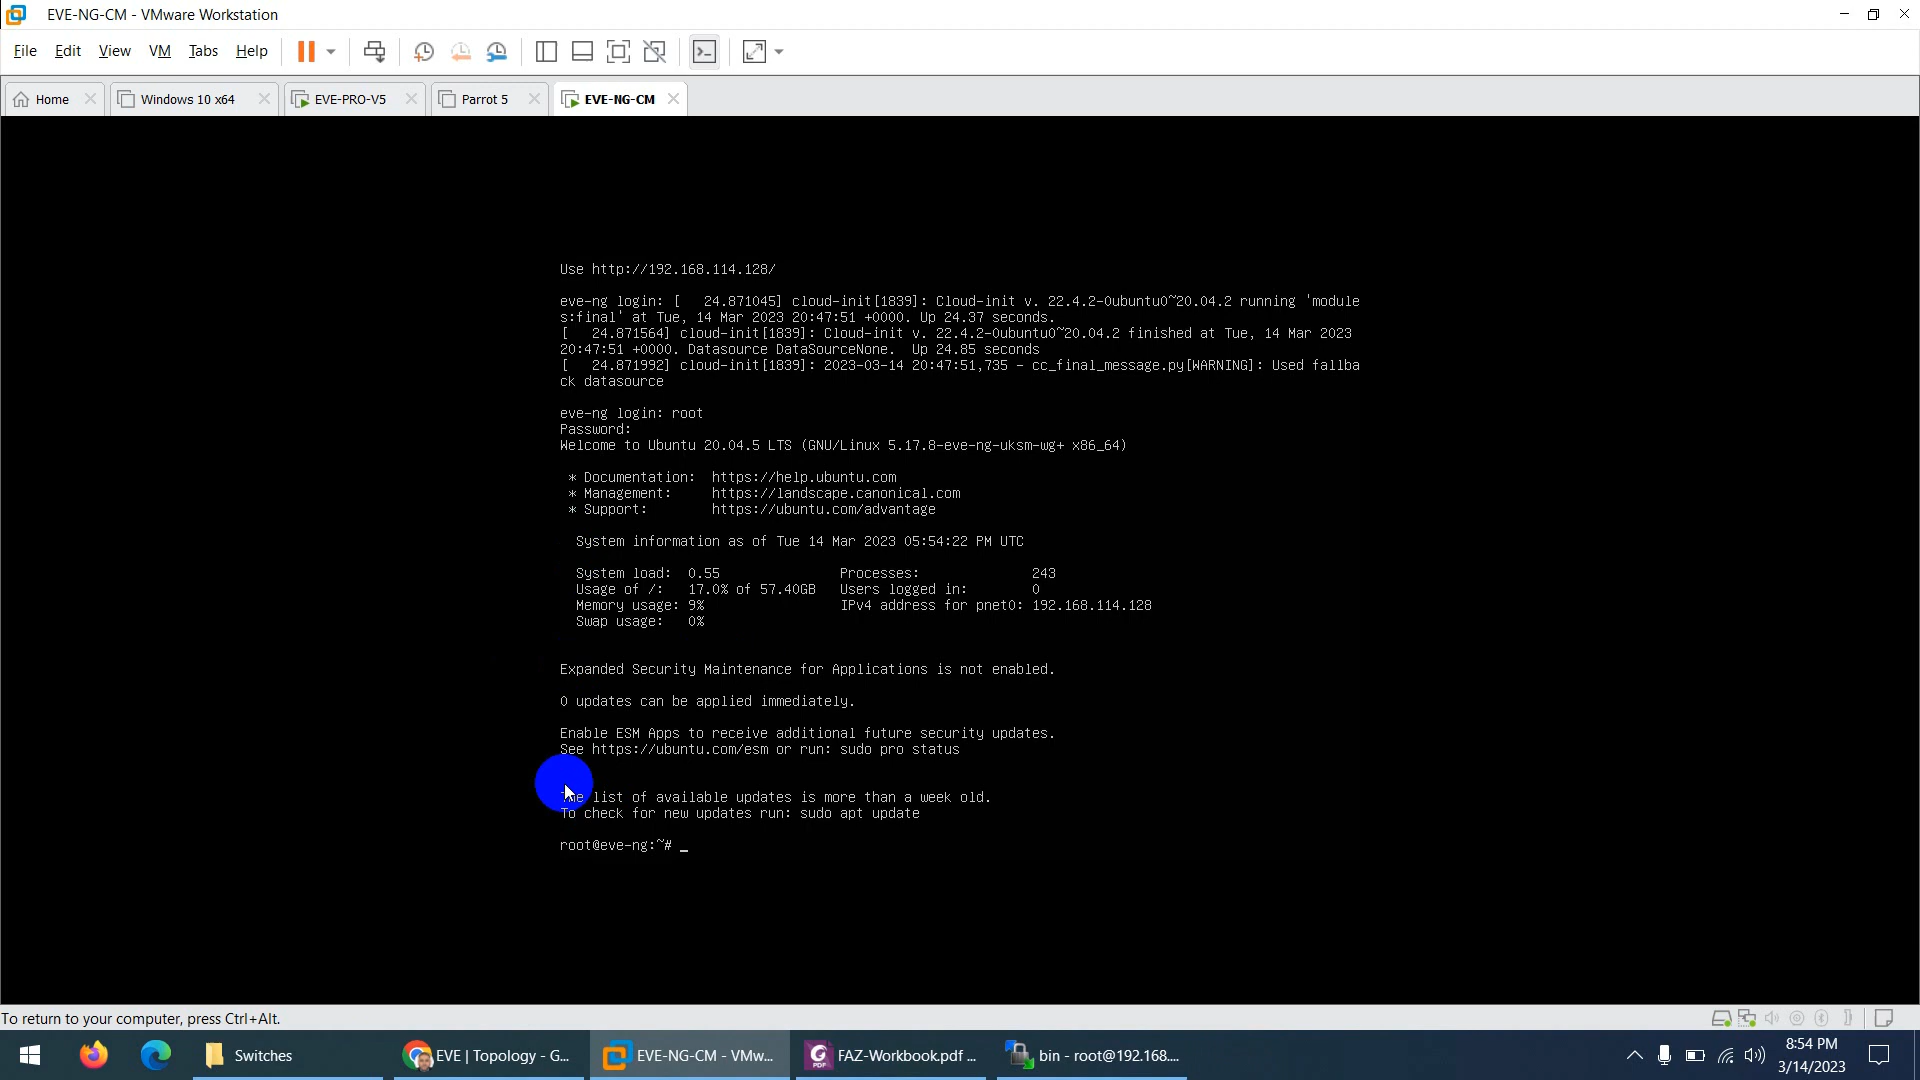 EVE-NG-CM - VMware Workstation
File Edit View VM Tabs Help
Home Windows 10 x64 EVE-PRO-V5 Parrot 5 EVE-NG-CM
Use http://192.168.114.128/
eve-ng login: [   24.871045] cloud-init[1839]: Cloud-init v. 22.4.2-0ubuntu0~20.04.2 running 'module
s:final' at Tue, 14 Mar 2023 20:47:51 +0000. Up 24.37 seconds.
[   24.871564] cloud-init[1839]: Cloud-init v. 22.4.2-0ubuntu0~20.04.2 finished at Tue, 14 Mar 2023
20:47:51 +0000. Datasource DataSourceNone.  Up 24.85 seconds
[   24.871992] cloud-init[1839]: 2023-03-14 20:47:51,735 - cc_final_message.py[WARNING]: Used fallba
ck datasource
eve-ng login: root
Password:
Welcome to Ubuntu 20.04.5 LTS (GNU/Linux 5.17.8-eve-ng-uksm-wg+ x86_64)
* Documentation:  https://help.ubuntu.com
* Management:     https://landscape.canonical.com
* Support:        https://ubuntu.com/advantage
System information as of Tue 14 Mar 2023 05:54:22 PM UTC
System load:  0.55               Processes:              243
Usage of /:   17.0% of 57.40GB   Users logged in:        0
Memory usage: 9%                 IPv4 address for pnet0: 192.168.114.128
Swap usage:   0%
Expanded Security Maintenance for Applications is not enabled.
0 updates can be applied immediately.
Enable ESM Apps to receive additional future security updates.
See https://ubuntu.com/esm or run: sudo pro status
The list of available updates is more than a week old.
To check for new updates run: sudo apt update
root@eve-ng:~# _
To return to your computer, press Ctrl+Alt.
Switches EVE | Topology - G... EVE-NG-CM - VMw... FAZ-Workbook.pdf ... bin - root@192.168....
8:54 PM
3/14/2023